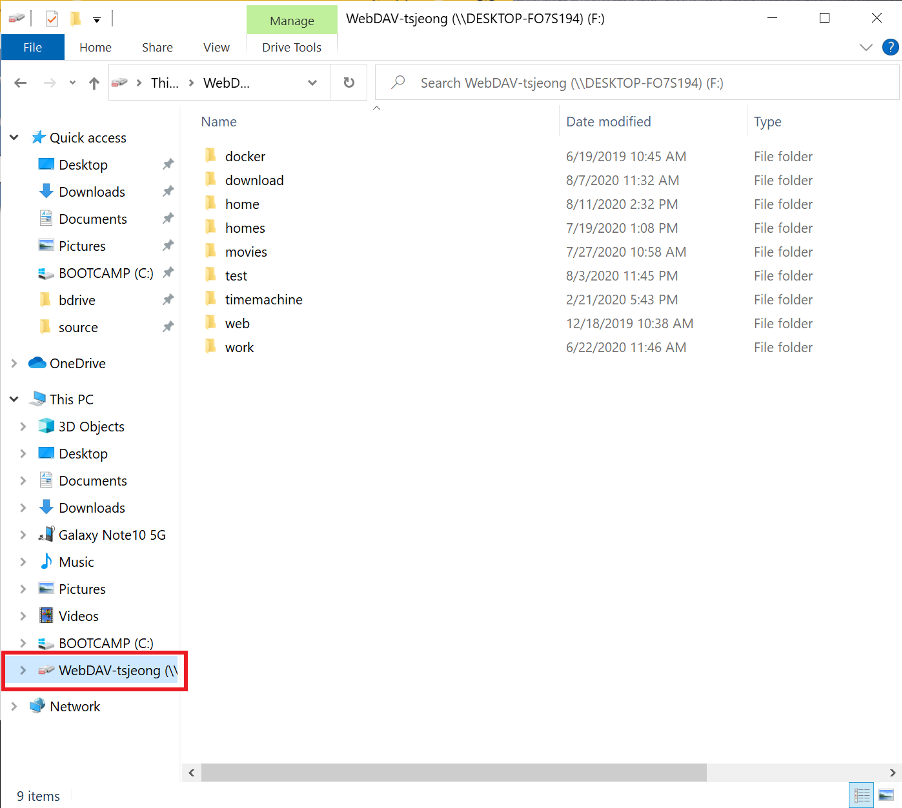 Manage
WebDAV-tsjeong (\\DESKTOP-FO7S194) (F:)
File
Home
Share
View
Drive Tools
?
Thi...
WebD...
Search WebDAV-tsjeong (\\DESKTOP-FO7S194) (F:)
Quick access
Desktop
Downloads
Documents
Pictures
BOOTCAMP (C:)
bdrive
source
OneDrive
This PC
3D Objects
Desktop
Documents
Downloads
Galaxy Note10 5G
Music
Pictures
Videos
BOOTCAMP (C:)
WebDAV-tsjeong (\\
Network
Name Date modified Type
docker 6/19/2019 10:45 AM File folder
download 8/7/2020 11:32 AM File folder
home 8/11/2020 2:32 PM File folder
homes 7/19/2020 1:08 PM File folder
movies 7/27/2020 10:58 AM File folder
test 8/3/2020 11:45 PM File folder
timemachine 2/21/2020 5:43 PM File folder
web 12/18/2019 10:38 AM File folder
work 6/22/2020 11:46 AM File folder
9 items